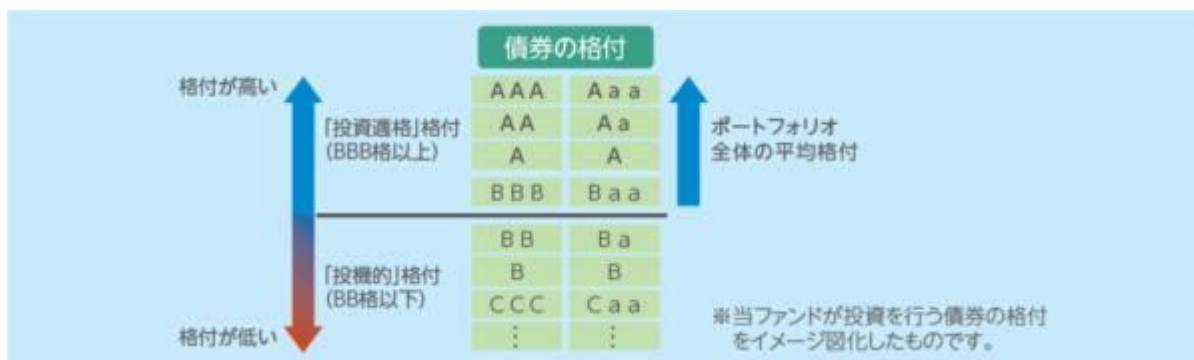 債券の格付
格付が高い
AAA Aaa
「投資適格」格付
(BBB格以上)
AA Aa
A A
BBB Baa
ポートフォリオ
全体の平均格付
BB Ba
「投機的」格付
(BB格以下)
B B
CCC Caa
⋮ ⋮
格付が低い
※当ファンドが投資を行う債券の格付
をイメージ図化したものです。